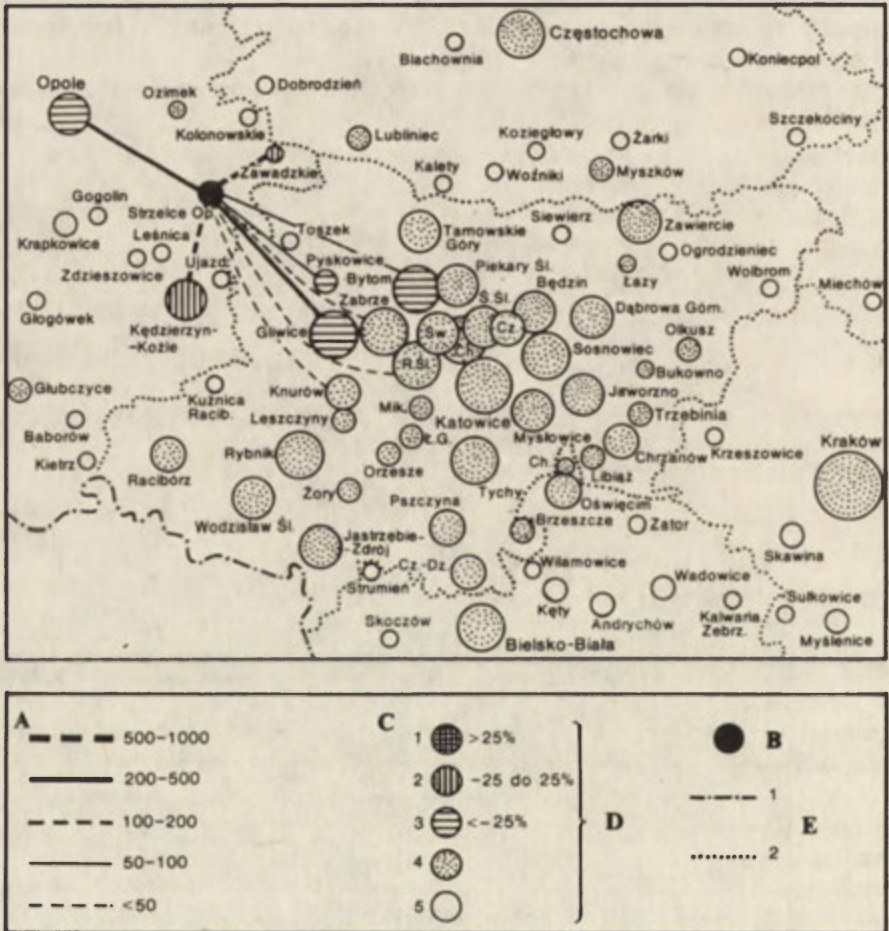 Częstochowa
Blachownia
Koniecpol
Opole
Ozimek
Dobrodzień
Kolonowskie
Lubliniec
Koziegłowy
Żarki
Szczekociny
Zawadzkie
Kalety
Woźniki
Myszków
Gogolin
Strzelce Op.
Krapkowice
Leśnica
Toszek
Tarnowskie
Góry
Siewierz
Zawiercie
Ogrodzieniec
Zdzieszowice
Ujazd
Pyskowice
Piekary Śl.
Łazy
Wolbrom
Miechów
Bytom
Będzin
Głogówek
Zabrze
Ś.Śl.
Dąbrowa Górn.
Kędzierzyn-
-Koźle
Gliwice
Św.
Cz.
Olkusz
Ch.
R.Śl.
Sosnowiec
Bukowno
Głubczyce
Kuźnica
Racib.
Knurów
Jaworzno
Baborów
Leszczyny
Mik.
Katowice
Trzebinia
Mysłowice
Kraków
Kietrz
Racibórz
Rybnik
Ł.G.
Orzesze
Ch.
Libiąż
Chrzanów
Krzeszowice
Żory
Tychy
Oświęcim
Wodzisław Śl.
Pszczyna
Brzeszcze
Zator
Jastrzębie-
-Zdrój
Skawina
Cz.-Dz.
Strumień
Wilamowice
Wadowice
Kęty
Sułkowice
Andrychów
Kalwaria
Zebrz.
Skoczów
Bielsko-Biała
Myślenice
A
500-1000
200-500
100-200
50-100
<50
C
1 >25%
2 -25 do 25%
3 <-25%
4
5
D
B
1
E
2